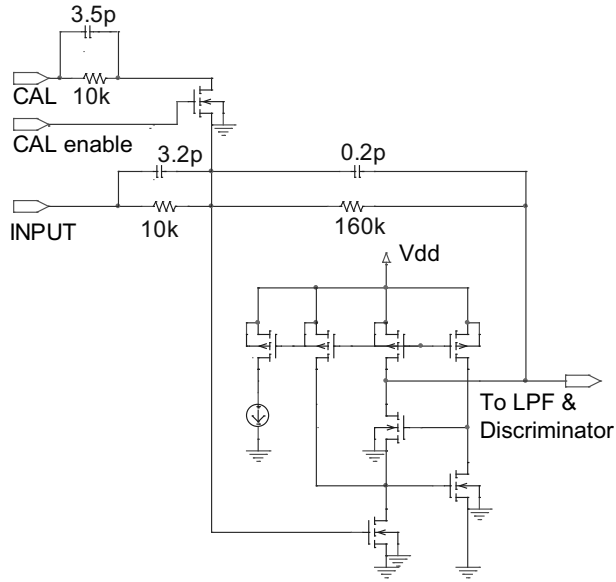 3.5p
CAL
10k
CAL enable
3.2p
0.2p
INPUT
10k
160k
Vdd
To LPF &
Discriminator